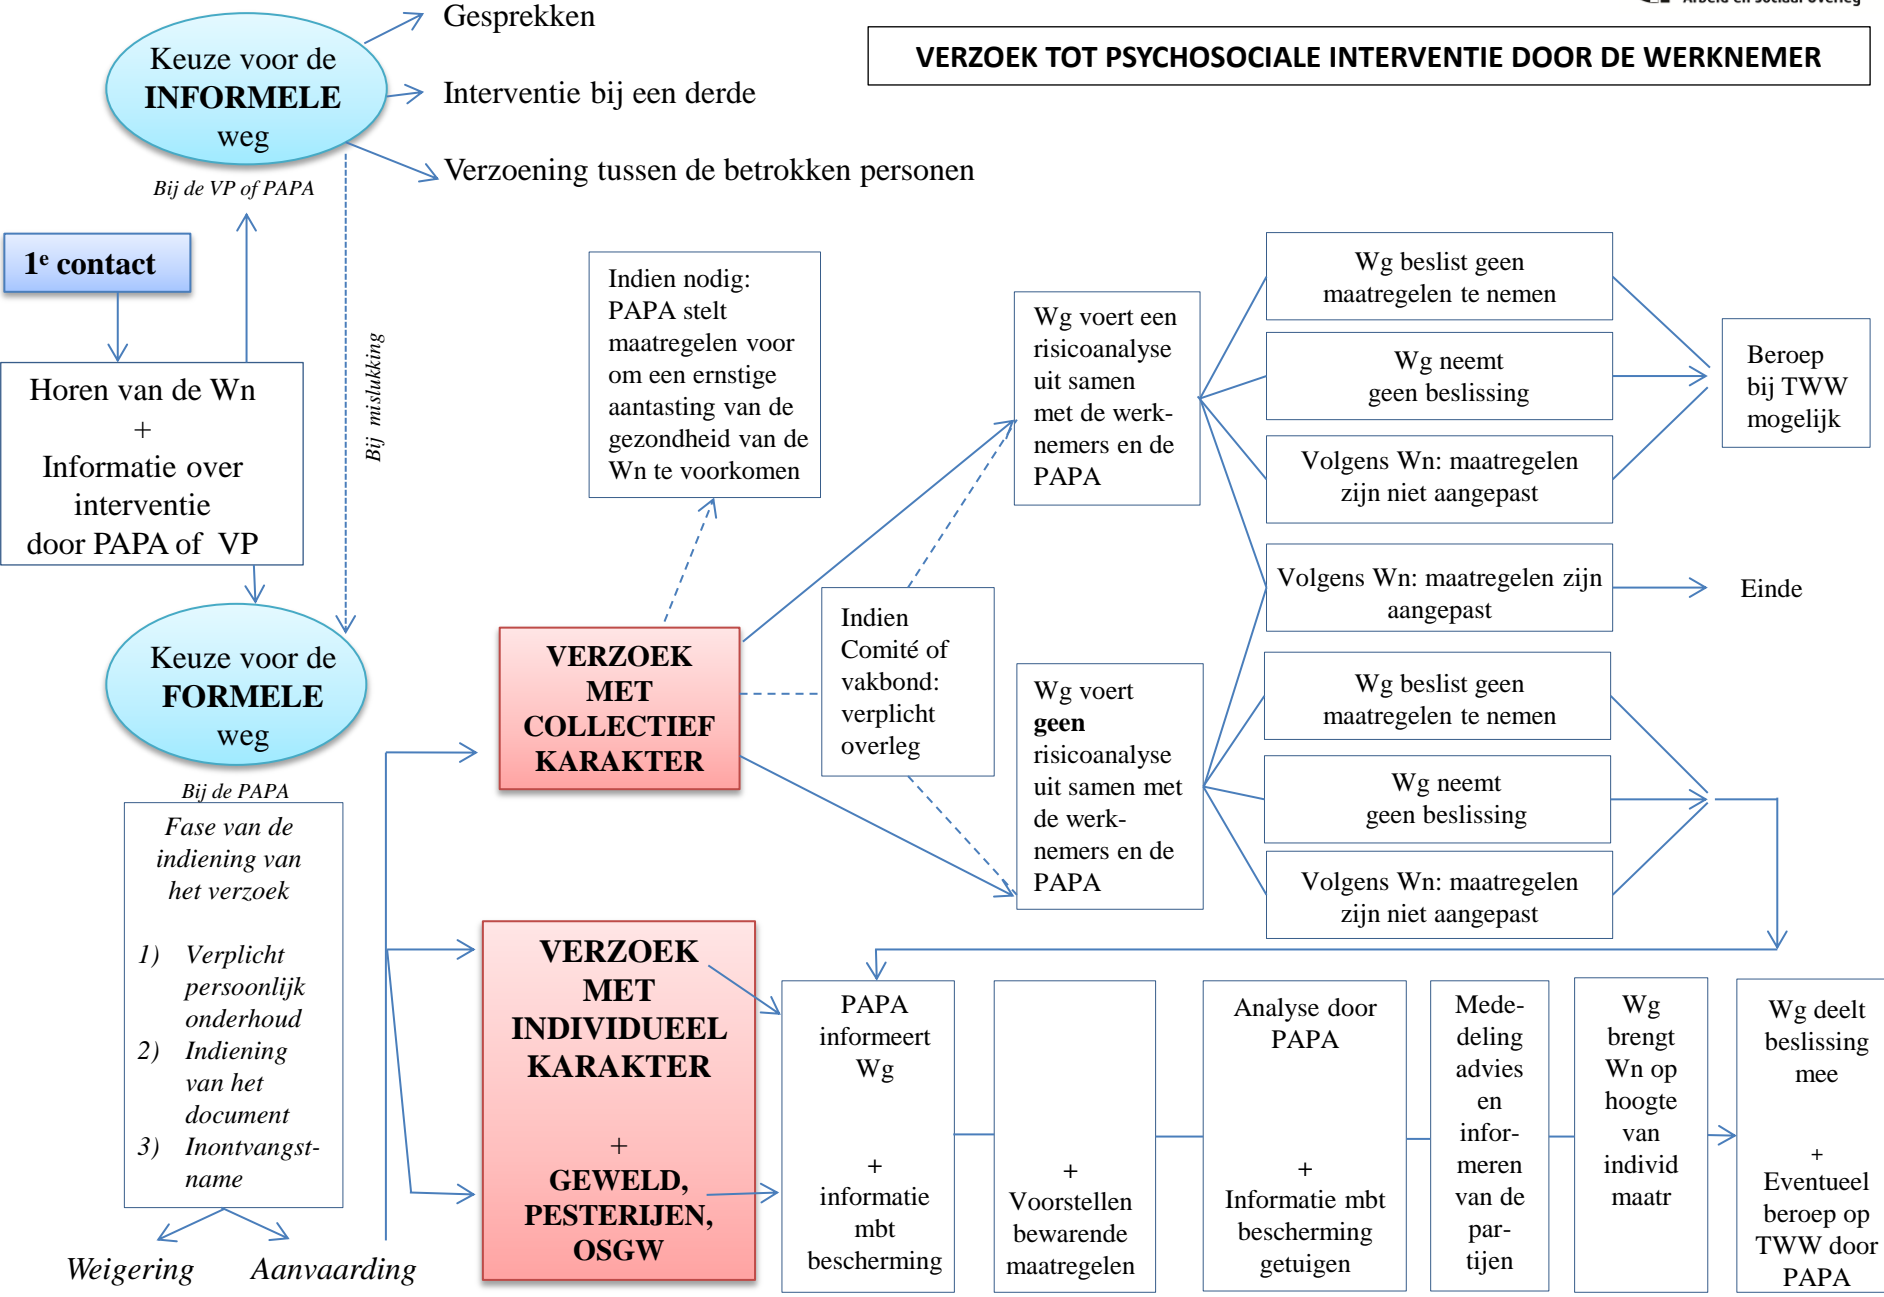 Arbeid en Sociaal Overleg
VERZOEK TOT PSYCHOSOCIALE INTERVENTIE DOOR DE WERKNEMER
Keuze voor de
INFORMELE
weg
Gesprekken
Interventie bij een derde
Verzoening tussen de betrokken personen
Bij de VP of PAPA
1e contact
Horen van de Wn
+
Informatie over
interventie
door PAPA of VP
Bij mislukking
Keuze voor de
FORMELE
weg
Bij de PAPA
Fase van de
indiening van
het verzoek
1) Verplicht
persoonlijk
onderhoud
2) Indiening
van het
document
3) Inontvangst-
name
Weigering
Aanvaarding
Indien nodig:
PAPA stelt
maatregelen voor
om een ernstige
aantasting van de
gezondheid van de
Wn te voorkomen
VERZOEK
MET
COLLECTIEF
KARAKTER
Indien
Comité of
vakbond:
verplicht
overleg
Wg voert een
risicoanalyse
uit samen
met de werk-
nemers en de
PAPA
Wg voert
geen
risicoanalyse
uit samen met
de werk-
nemers en de
PAPA
Wg beslist geen
maatregelen te nemen
Wg neemt
geen beslissing
Volgens Wn: maatregelen
zijn niet aangepast
Volgens Wn: maatregelen zijn
aangepast
Wg beslist geen
maatregelen te nemen
Wg neemt
geen beslissing
Volgens Wn: maatregelen
zijn niet aangepast
Beroep
bij TWW
mogelijk
Einde
VERZOEK
MET
INDIVIDUEEL
KARAKTER
+
GEWELD,
PESTERIJEN,
OSGW
PAPA
informeert
Wg
+
informatie
mbt
bescherming
+
Voorstellen
bewarende
maatregelen
Analyse door
PAPA
+
Informatie mbt
bescherming
getuigen
Mede-
deling
advies
en
infor-
meren
van de
par-
tijen
Wg
brengt
Wn op
hoogte
van
individ
maatr
Wg deelt
beslissing
mee
+
Eventueel
beroep op
TWW door
PAPA